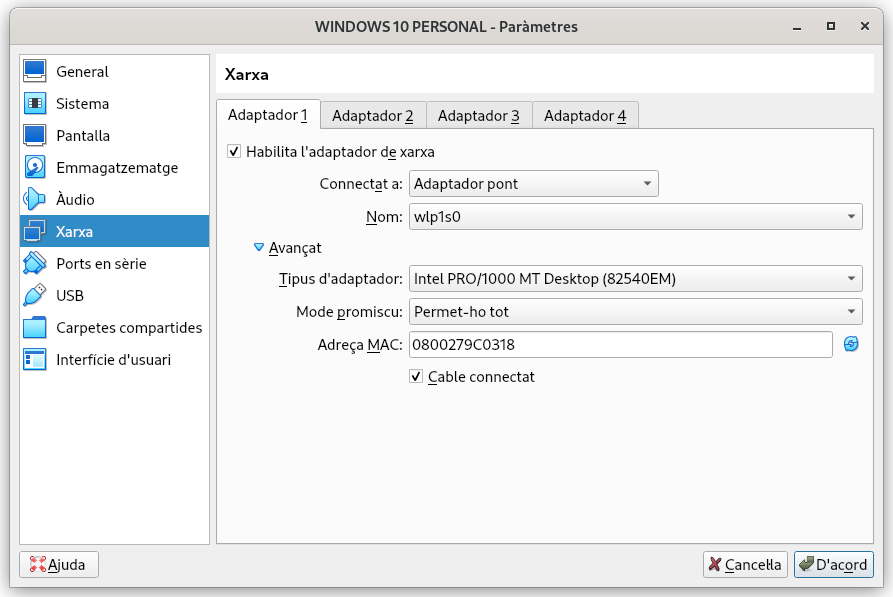 WINDOWS 10 PERSONAL - Paràmetres
General
Sistema
Pantalla
Emmagatzematge
Àudio
Xarxa
Ports en sèrie
USB
Carpetes compartides
Interfície d'usuari
Xarxa
Adaptador 1 Adaptador 2 Adaptador 3 Adaptador 4
Habilita l'adaptador de xarxa
Connectat a: Adaptador pont
Nom: wlp1s0
Avançat
Tipus d'adaptador: Intel PRO/1000 MT Desktop (82540EM)
Mode promiscu: Permet-ho tot
Adreça MAC: 0800279C0318
Cable connectat
Ajuda Cancel·la D'acord